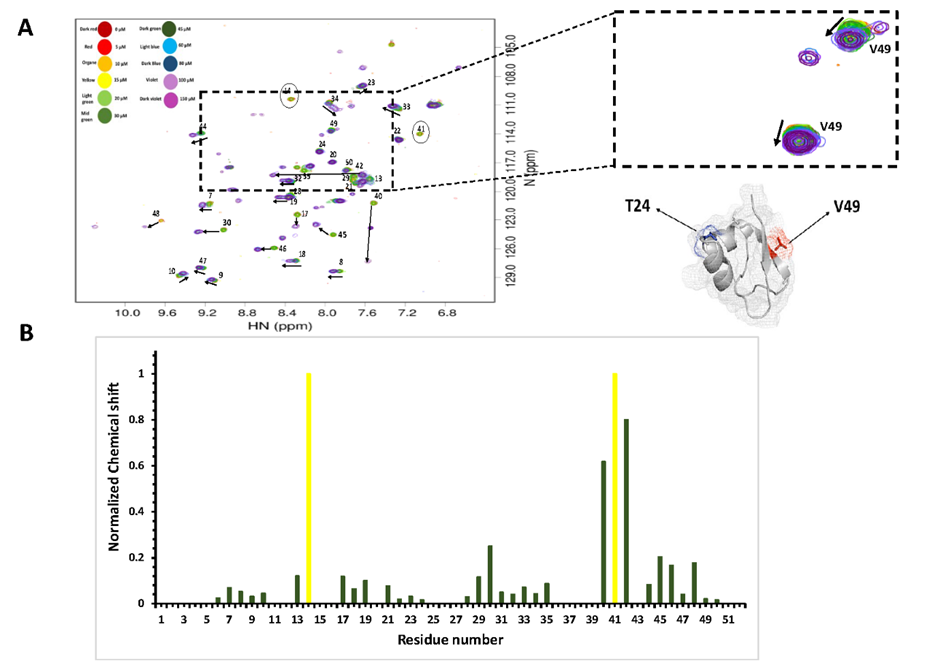 A
Dark red 0 µM
Dark green 40 µM
Red 5 µM
Light blue 60 µM
Organe 10 µM
Dark Blue 80 µM
Yellow 15 µM
Violet 100 µM
Light green 20 µM
Dark violet 150 µM
Mid green 30 µM
23
34
33
44
49
22
41
24
20
50
42
32
35
29
13
21
28
19
40
7
17
48
30
45
46
18
47
10
9
8
105.0
108.0
111.0
114.0
117.0
120.0
123.0
126.0
129.0
N (ppm)
10.0 9.6 9.2 8.8 8.4 8.0 7.6 7.2 6.8
HN (ppm)
V49
V49
T24
V49
B
Normalized Chemical shift
1
0.8
0.6
0.4
0.2
0
1 3 5 7 9 11 13 15 17 19 21 23 25 27 29 31 33 35 37 39 41 43 45 47 49 51
Residue number